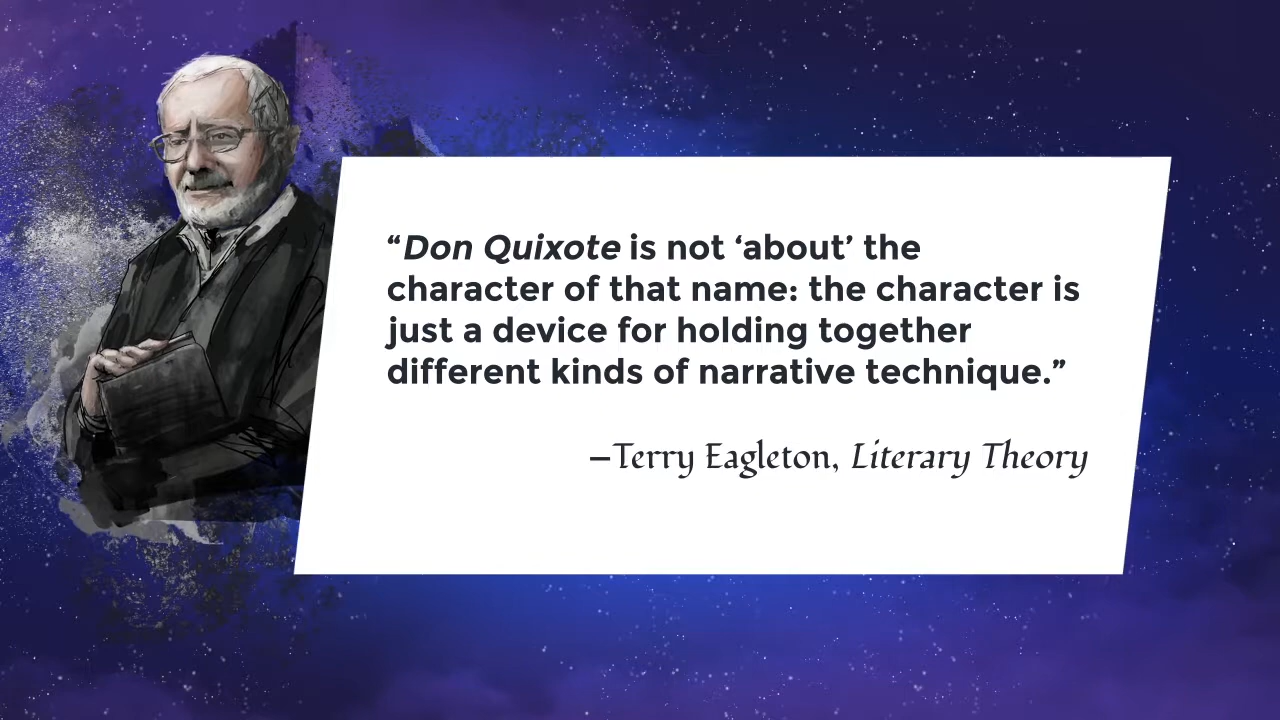 “Don Quixote is not ‘about’ the
character of that name: the character is
just a device for holding together
different kinds of narrative technique.”
–Terry Eagleton, Literary Theory